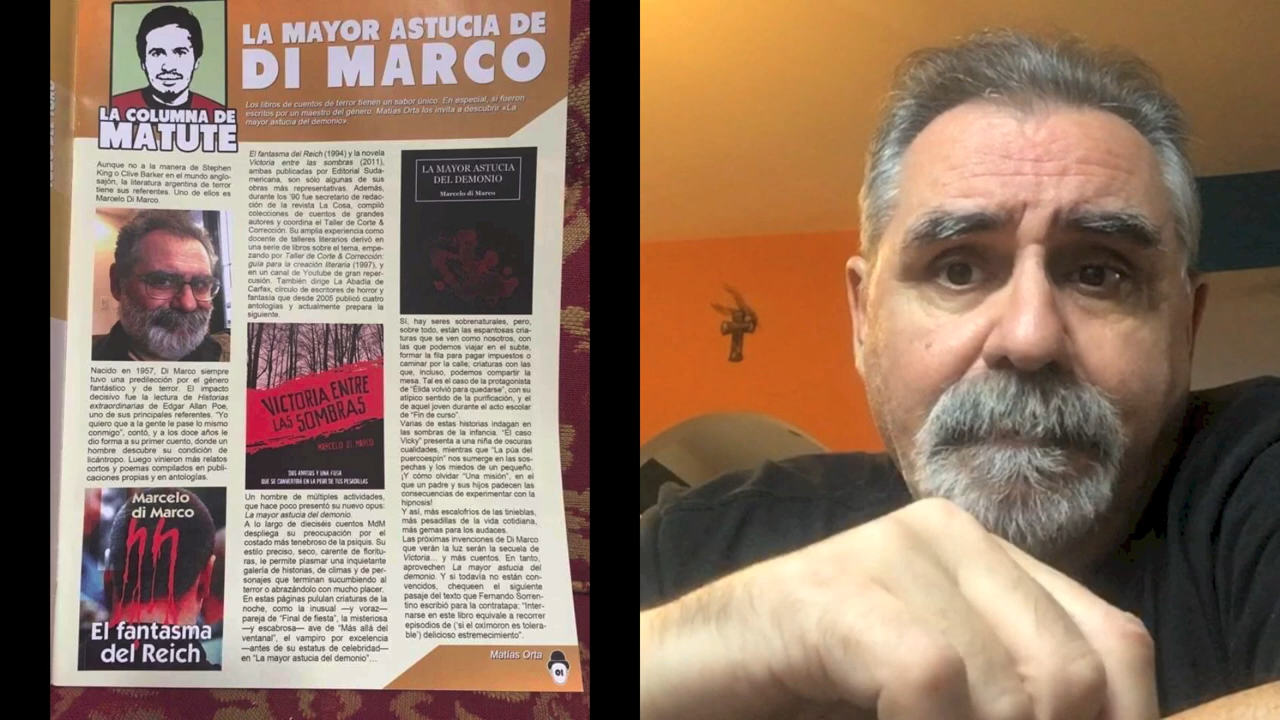 LA COLUMNA DE
MATUTE
LA MAYOR ASTUCIA DE
DI MARCO
Los libros de cuentos de terror tienen un sabor único. En especial, si fueron
escritos por un maestro del género. Matías Orta los invita a descubrir «La
mayor astucia del demonio».
Aunque no a la manera de Stephen
King o Clive Barker en el mundo anglo-
sajón, la literatura argentina de terror
tiene sus referentes. Uno de ellos es
Marcelo Di Marco.
Nacido en 1957, Di Marco siempre
tuvo una predilección por el género
fantástico y de terror. El impacto
decisivo fue la lectura de Historias
extraordinarias de Edgar Allan Poe,
uno de sus principales referentes. "Yo
quiero que a la gente le pase lo mismo
conmigo", contó, y a los doce años le
dio forma a su primer cuento, donde un
hombre descubre su condición de
licántropo. Luego vinieron más relatos
cortos y poemas compilados en publi-
caciones propias y en antologías.
Marcelo
di Marco
El fantasma
del Reich
El fantasma del Reich (1994) y la novela
Victoria entre las sombras (2011),
ambas publicadas por Editorial Suda-
mericana, son sólo algunas de sus
obras más representativas. Además,
durante los '90 fue secretario de redac-
ción de la revista La Cosa, compiló
colecciones de cuentos de grandes
autores y coordina el Taller de Corte &
Corrección. Su amplia experiencia como
docente de talleres literarios derivó en
una serie de libros sobre el tema, empe-
zando por Taller de Corte & Corrección:
guía para la creación literaria (1997), y
en un canal de Youtube de gran reper-
cusión. También dirige La Abadía de
Carfax, círculo de escritores de horror y
fantasía que desde 2005 publicó cuatro
antologías y actualmente prepara la
siguiente.
VICTORIA ENTRE
LAS SOMBRAS
MARCELO DI MARCO
DOS AMIGOS Y UNA FUGA
QUE SE CONVERTIRÁ EN LA PEOR DE TUS PESADILLAS
Un hombre de múltiples actividades,
que hace poco presentó su nuevo opus:
La mayor astucia del demonio.
A lo largo de dieciséis cuentos MdM
despliega su preocupación por el
costado más tenebroso de la psiquis. Su
estilo preciso, seco, carente de floritu-
ras, le permite plasmar una inquietante
galería de historias, de climas y de per-
sonajes que terminan sucumbiendo al
terror o abrazándolo con mucho placer.
En estas páginas pululan criaturas de la
noche, como la inusual —y voraz—
pareja de "Final de fiesta", la misteriosa
—y escabrosa— ave de "Más allá del
ventanal", el vampiro por excelencia
—antes de su estatus de celebridad—
en "La mayor astucia del demonio"...
LA MAYOR ASTUCIA
DEL DEMONIO
Marcelo di Marco
Sí, hay seres sobrenaturales, pero,
sobre todo, están las espantosas cria-
turas que se ven como nosotros, con
las que podemos viajar en el subte,
formar la fila para pagar impuestos o
caminar por la calle; criaturas con las
que, incluso, podemos compartir la
mesa. Tal es el caso de la protagonista
de "Élida volvió para quedarse", con su
atípico sentido de la purificación, y el
de aquel joven durante el acto escolar
de "Fin de curso".
Varias de estas historias indagan en
las sombras de la infancia. "El caso
Vicky" presenta a una niña de oscuras
cualidades, mientras que "La púa del
puercoespín" nos sumerge en las sos-
pechas y los miedos de un pequeño.
¡Y cómo olvidar "Una misión", en el
que un padre y sus hijos padecen las
consecuencias de experimentar con la
hipnosis!
Y así, más escalofríos de las tinieblas,
más pesadillas de la vida cotidiana,
más gemas para los audaces.
Las próximas invenciones de Di Marco
que verán la luz serán la secuela de
Victoria... y más cuentos. En tanto,
aprovechen La mayor astucia del
demonio. Y si todavía no están con-
vencidos, chequeen el siguiente
pasaje del texto que Fernando Sorren-
tino escribió para la contratapa: "Inter-
narse en este libro equivale a recorrer
episodios de ('si el oxímoron es tolera-
ble') delicioso estremecimiento".
Matías Orta